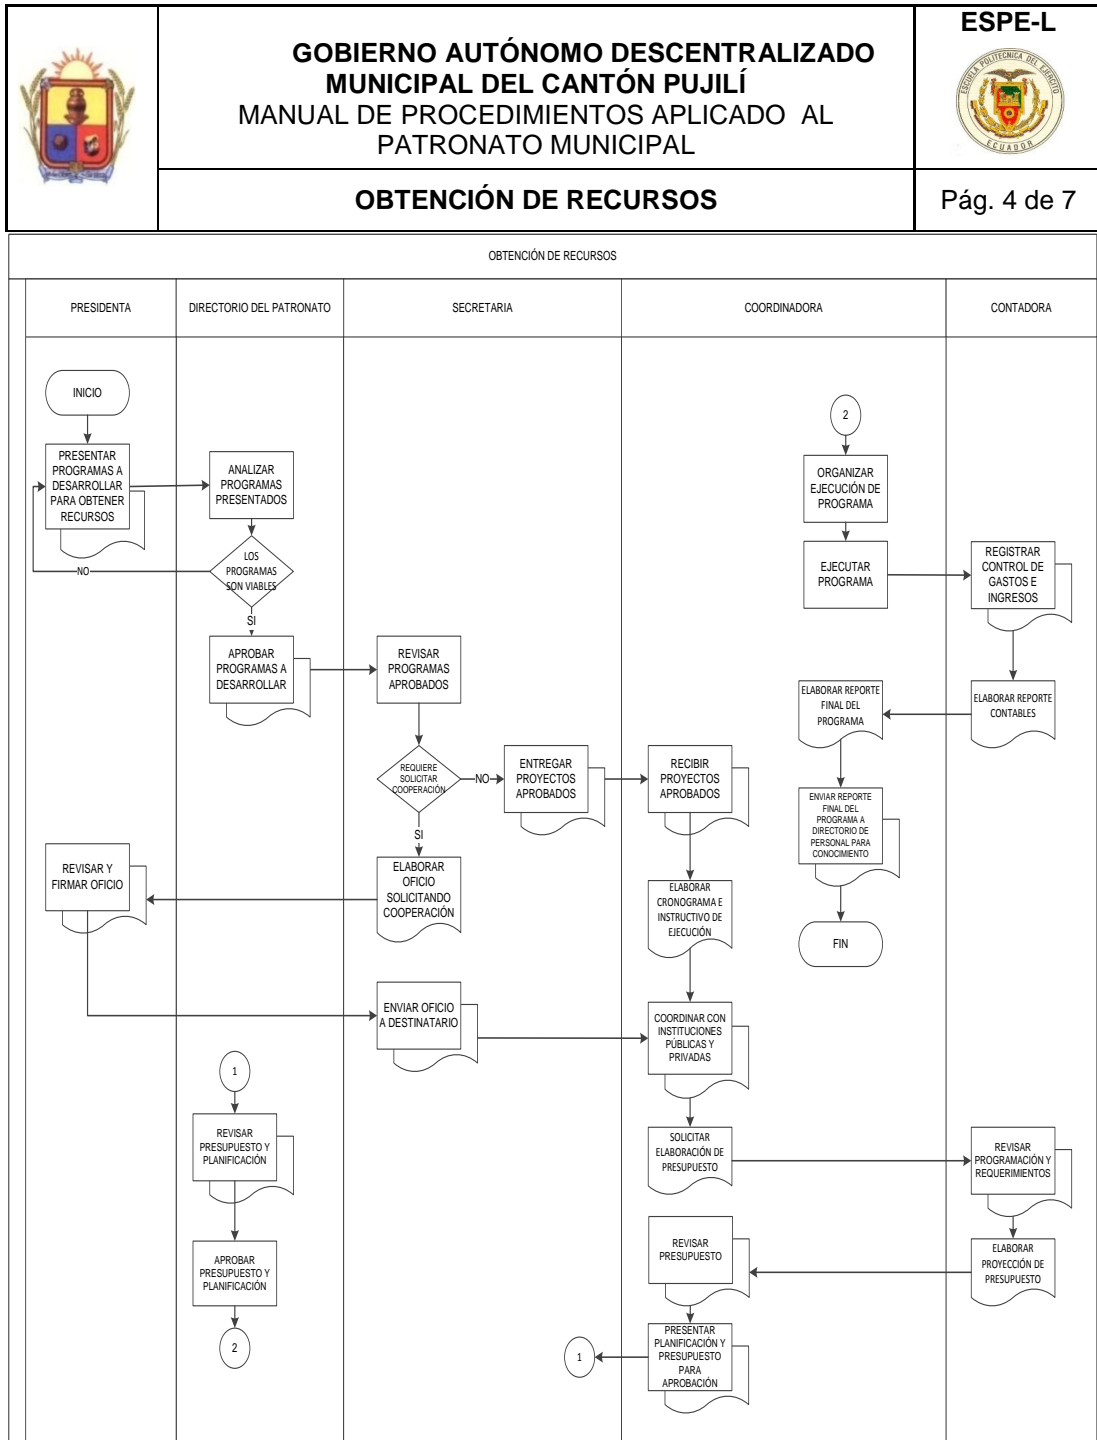 GOBIERNO AUTÓNOMO DESCENTRALIZADO
MUNICIPAL DEL CANTÓN PUJILÍ
MANUAL DE PROCEDIMIENTOS APLICADO AL
PATRONATO MUNICIPAL
ESPE-L
ESCUELA POLITECNICA DEL EJERCITO
ECUADOR
OBTENCIÓN DE RECURSOS
Pág. 4 de 7
OBTENCIÓN DE RECURSOS
PRESIDENTA
DIRECTORIO DEL PATRONATO
SECRETARIA
COORDINADORA
CONTADORA
INICIO
PRESENTAR
PROGRAMAS A
DESARROLLAR
PARA OBTENER
RECURSOS
ANALIZAR
PROGRAMAS
PRESENTADOS
LOS
PROGRAMAS
SON VIABLES
NO
SI
APROBAR
PROGRAMAS A
DESARROLLAR
REVISAR
PROGRAMAS
APROBADOS
REQUIERE
SOLICITAR
COOPERACIÓN
NO
ENTREGAR
PROYECTOS
APROBADOS
RECIBIR
PROYECTOS
APROBADOS
SI
ELABORAR
OFICIO
SOLICITANDO
COOPERACIÓN
REVISAR Y
FIRMAR OFICIO
ELABORAR
CRONOGRAMA E
INSTRUCTIVO DE
EJECUCIÓN
ENVIAR OFICIO
A DESTINATARIO
COORDINAR CON
INSTITUCIONES
PÚBLICAS Y
PRIVADAS
SOLICITAR
ELABORACIÓN DE
PRESUPUESTO
REVISAR
PROGRAMACIÓN Y
REQUERIMIENTOS
ELABORAR
PROYECCIÓN DE
PRESUPUESTO
REVISAR
PRESUPUESTO
PRESENTAR
PLANIFICACIÓN Y
PRESUPUESTO
PARA
APROBACIÓN
1
1
REVISAR
PRESUPUESTO Y
PLANIFICACIÓN
APROBAR
PRESUPUESTO Y
PLANIFICACIÓN
2
2
ORGANIZAR
EJECUCIÓN DE
PROGRAMA
EJECUTAR
PROGRAMA
REGISTRAR
CONTROL DE
GASTOS E
INGRESOS
ELABORAR REPORTE
CONTABLES
ELABORAR REPORTE
FINAL DEL
PROGRAMA
ENVIAR REPORTE
FINAL DEL
PROGRAMA A
DIRECTORIO DE
PERSONAL PARA
CONOCIMIENTO
FIN